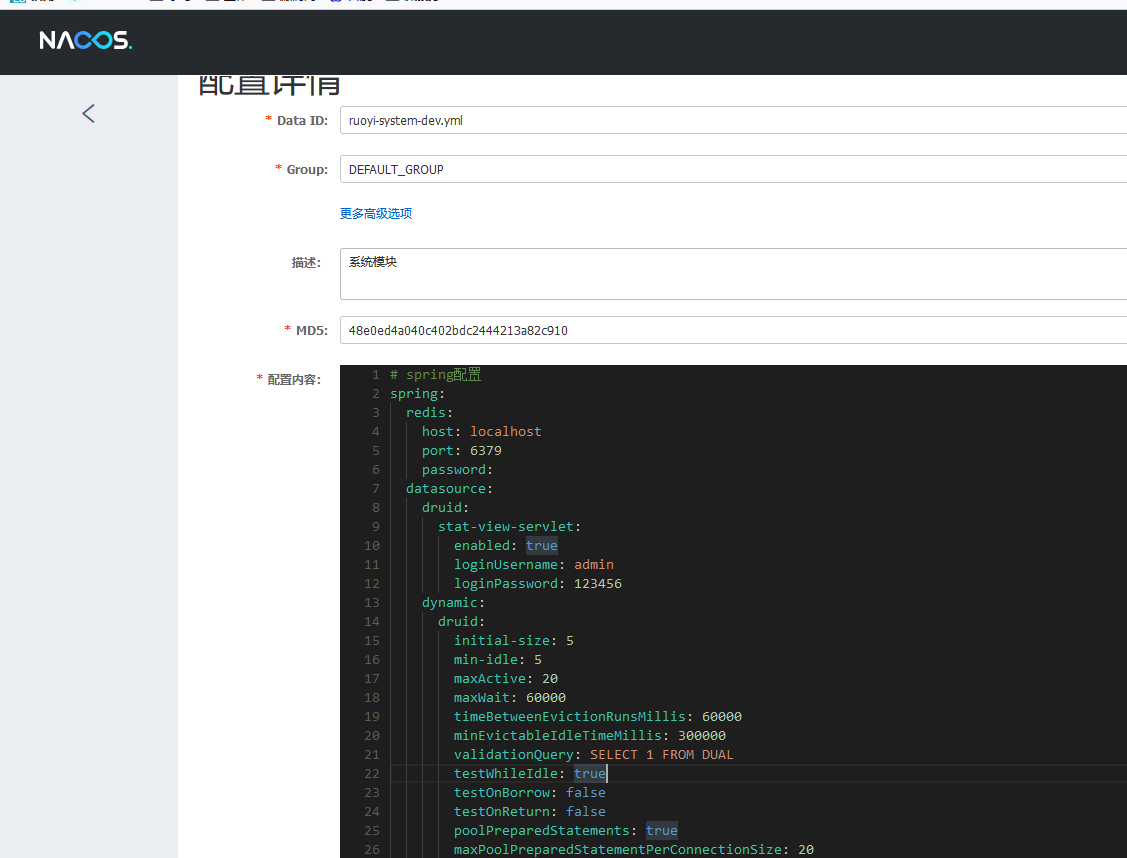 NACOS.
配置详情
* Data ID: ruoyi-system-dev.yml
* Group: DEFAULT_GROUP
更多高级选项
描述: 系统模块
* MD5: 48e0ed4a040c402bdc2444213a82c910
* 配置内容:
1 # spring配置
2 spring:
3 redis:
4 host: localhost
5 port: 6379
6 password:
7 datasource:
8 druid:
9 stat-view-servlet:
10 enabled: true
11 loginUsername: admin
12 loginPassword: 123456
13 dynamic:
14 druid:
15 initial-size: 5
16 min-idle: 5
17 maxActive: 20
18 maxWait: 60000
19 timeBetweenEvictionRunsMillis: 60000
20 minEvictableIdleTimeMillis: 300000
21 validationQuery: SELECT 1 FROM DUAL
22 testWhileIdle: true
23 testOnBorrow: false
24 testOnReturn: false
25 poolPreparedStatements: true
26 maxPoolPreparedStatementPerConnectionSize: 20